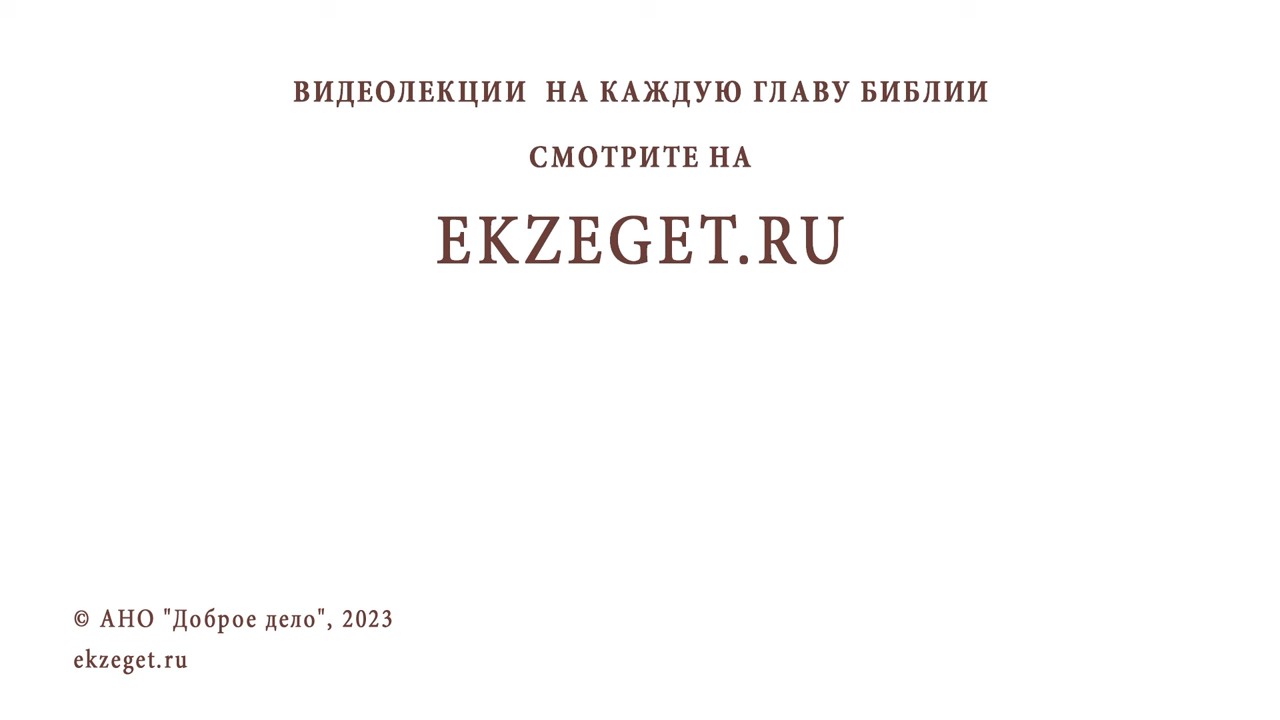 ВИДЕОЛЕКЦИИ НА КАЖДУЮ ГЛАВУ БИБЛИИ
СМОТРИТЕ НА
EKZEGET.RU
© АНО "Доброе дело", 2023
ekzeget.ru